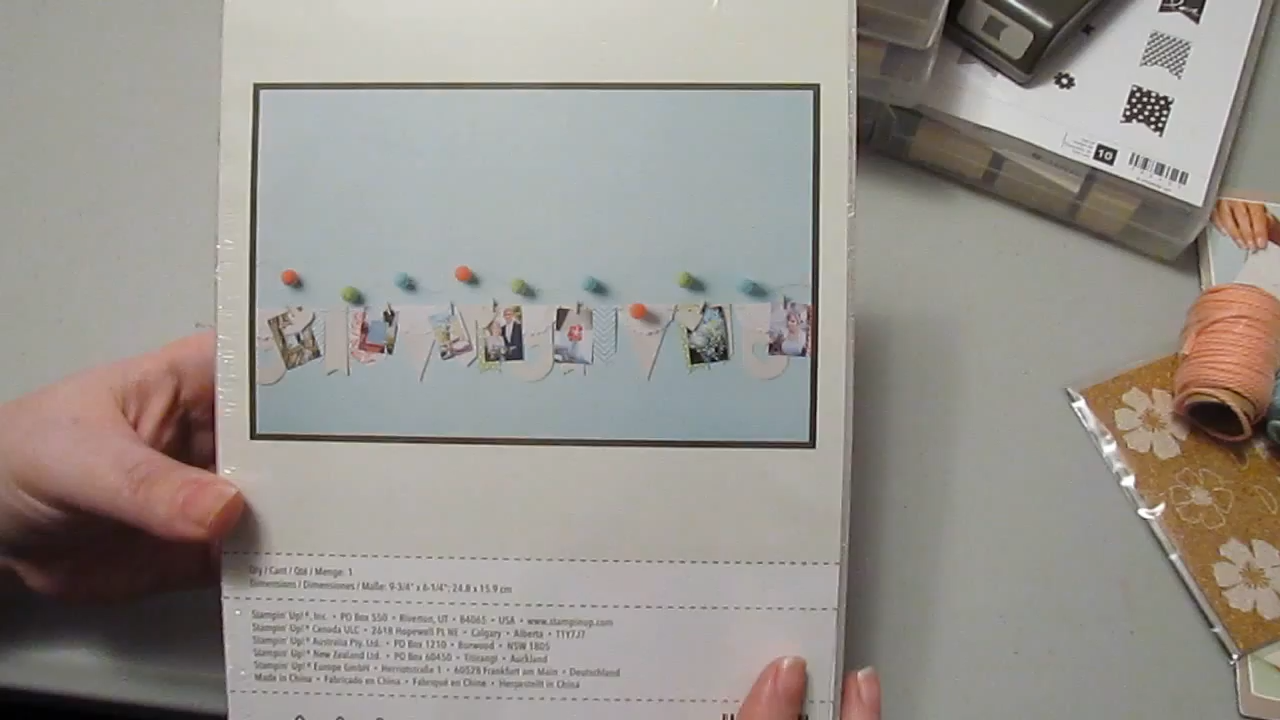 10
Qty / Cant / Qté / Menge: 1
Dimensions / Dimensiones / Maße: 9-3/4" x 6-1/4"; 24.8 x 15.9 cm
Stampin' Up!®, Inc. • PO Box 550 • Riverton, UT • 84065 • USA • www.stampinup.com
Stampin' Up!® Canada ULC • 2618 Hopewell PL NE • Calgary • Alberta • T1Y7J7
Stampin' Up!® Australia Pty. Ltd. • PO Box 1210 • Burwood • NSW 1805
Stampin' Up!® New Zealand Ltd. • PO Box 60450 • Titirangi • Auckland
Stampin' Up!® Europe GmbH • Herriotstraße 1 • 60528 Frankfurt am Main • Deutschland
Made in China • Fabricado en China • Fabriqué en Chine • Hergestellt in China